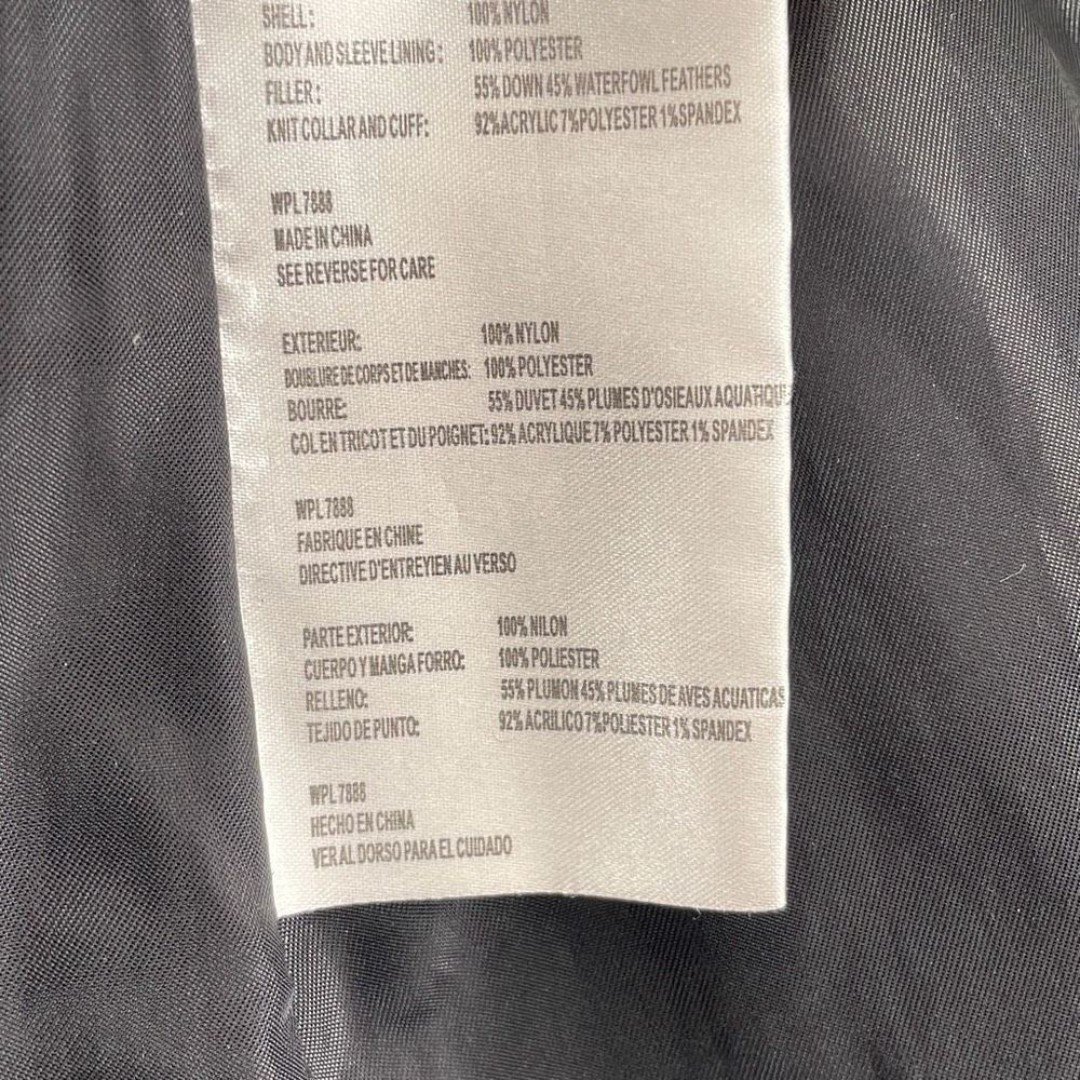 SHELL: 100% NYLON
BODY AND SLEEVE LINING: 100% POLYESTER
FILLER: 55% DOWN 45% WATERFOWL FEATHERS
KNIT COLLAR AND CUFF: 92% ACRYLIC 7% POLYESTER 1% SPANDEX
WPL 7888
MADE IN CHINA
SEE REVERSE FOR CARE
EXTERIEUR: 100% NYLON
DOUBLURE DE CORPS ET DE MANCHES: 100% POLYESTER
BOURRE: 55% DUVET 45% PLUMES D'OSIEAUX AQUATIQUE
COL EN TRICOT ET DU POIGNET: 92% ACRYLIQUE 7% POLYESTER 1% SPANDEX
WPL 7888
FABRIQUE EN CHINE
DIRECTIVE D'ENTREYIEN AU VERSO
PARTE EXTERIOR: 100% NILON
CUERPO Y MANGA FORRO: 100% POLIESTER
RELLENO: 55% PLUMON 45% PLUMES DE AVES ACUATICAS
TEJIDO DE PUNTO: 92% ACRILICO 7% POLIESTER 1% SPANDEX
WPL 7888
HECHO EN CHINA
VER AL DORSO PARA EL CUIDADO